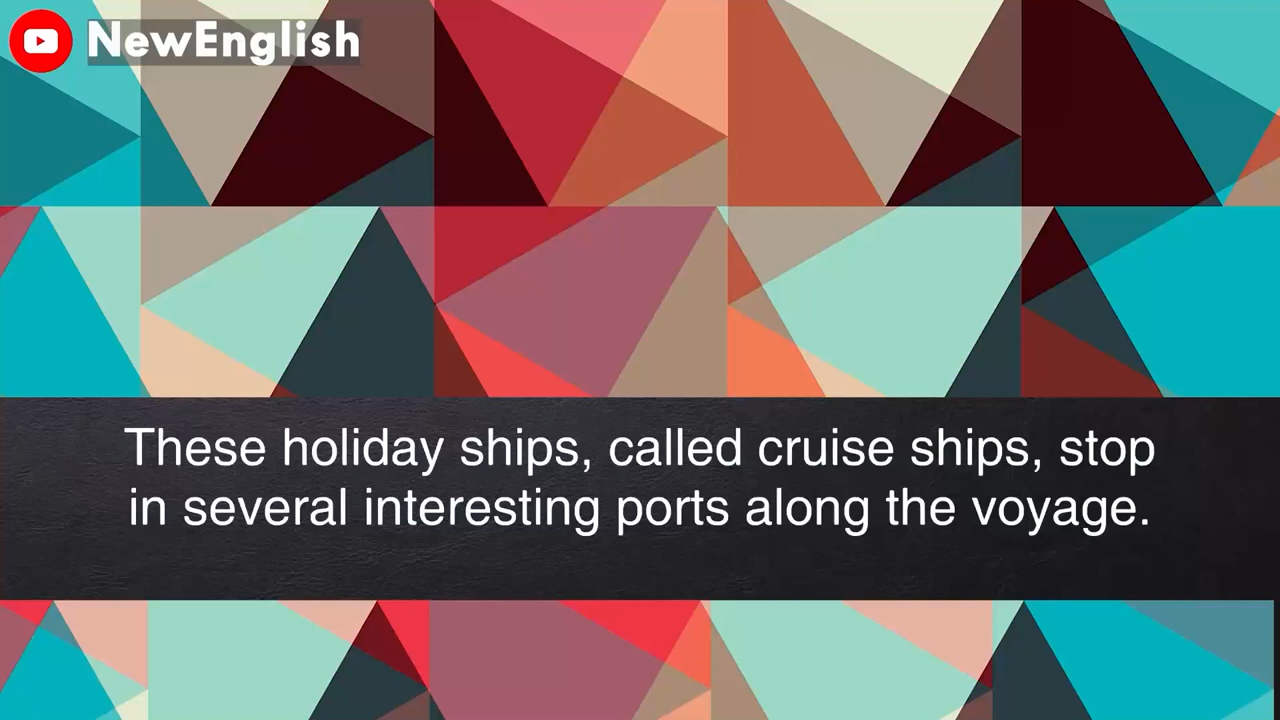 NewEnglish
These holiday ships, called cruise ships, stop
in several interesting ports along the voyage.